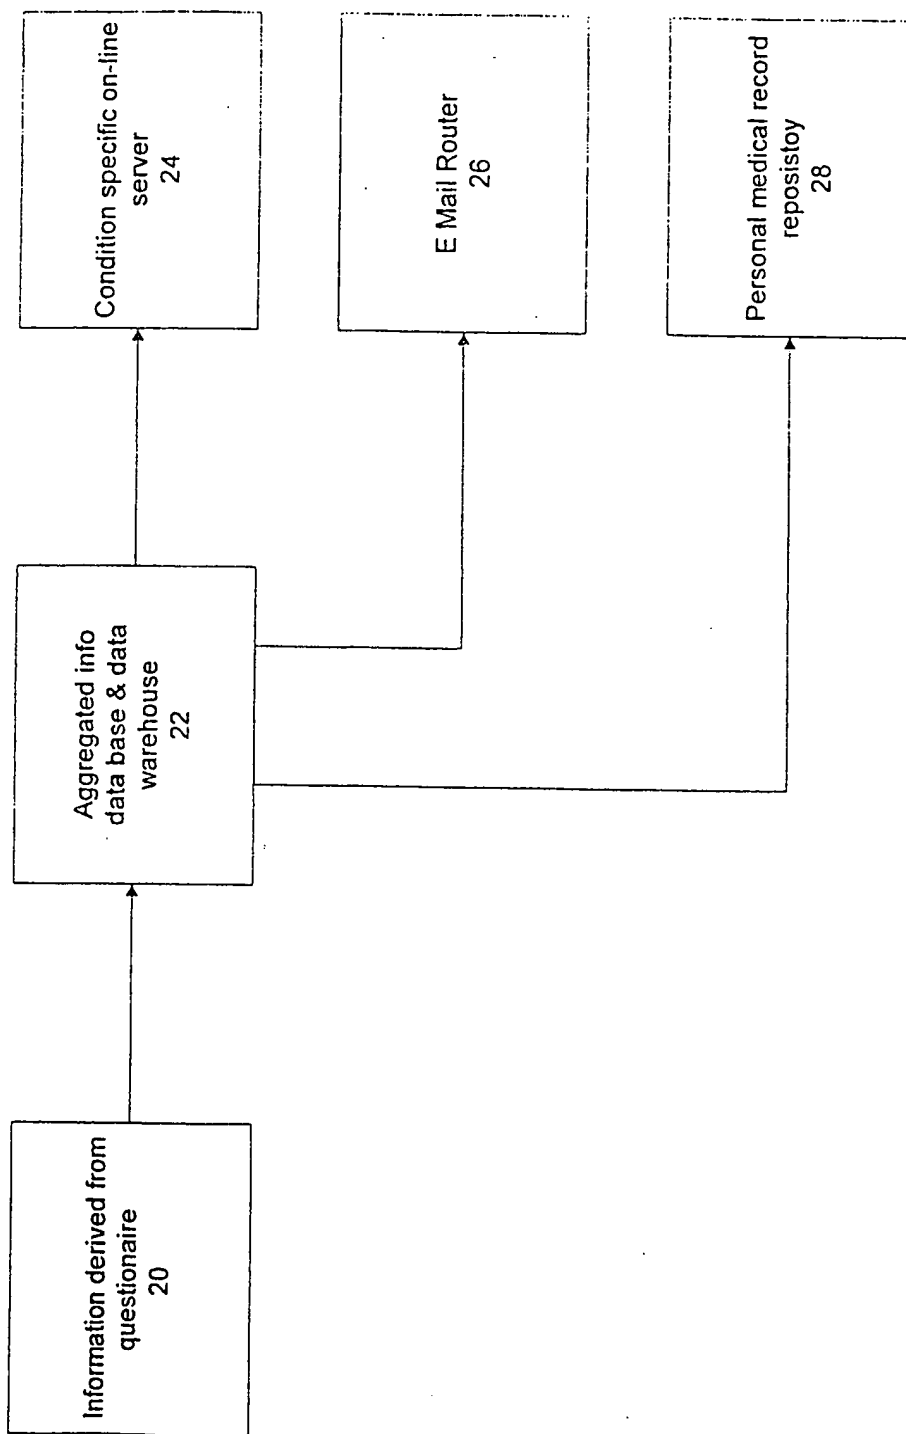 Information derived from
questionaire
20
Aggregated info
data base & data
warehouse
22
Condition specific on-line
server
24
E Mail Router
26
Personal medical record
reposistoy
28